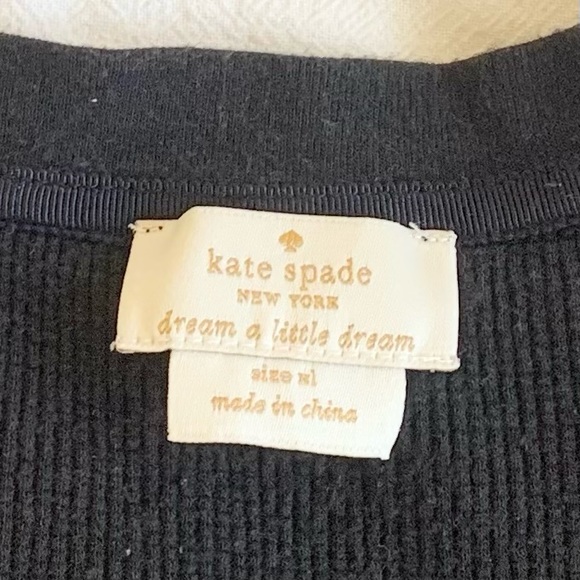 kate spade
NEW YORK
dream a little dream
size xl
made in china